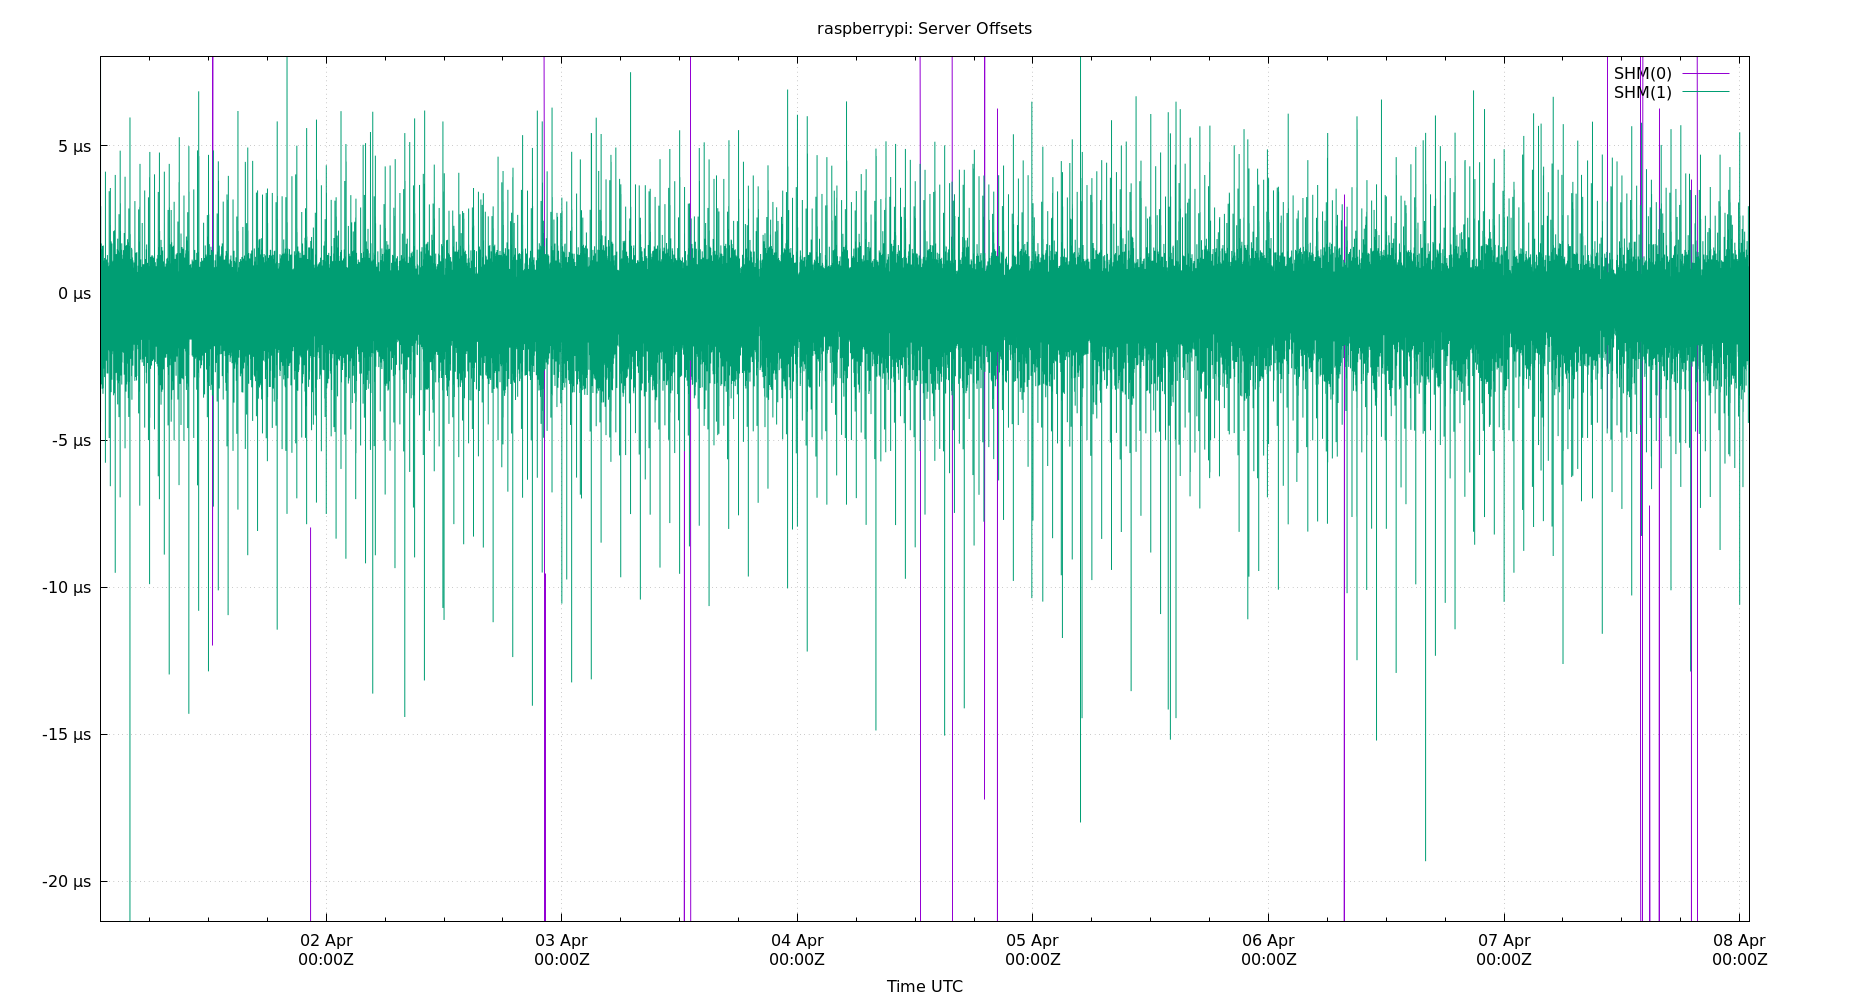 raspberrypi: Server Offsets
SHM(0)
SHM(1)
5 µs
0 µs
-5 µs
-10 µs
-15 µs
-20 µs
02 Apr 03 Apr 04 Apr 05 Apr 06 Apr 07 Apr 08 Apr
00:00Z 00:00Z 00:00Z 00:00Z 00:00Z 00:00Z 00:00Z
Time UTC